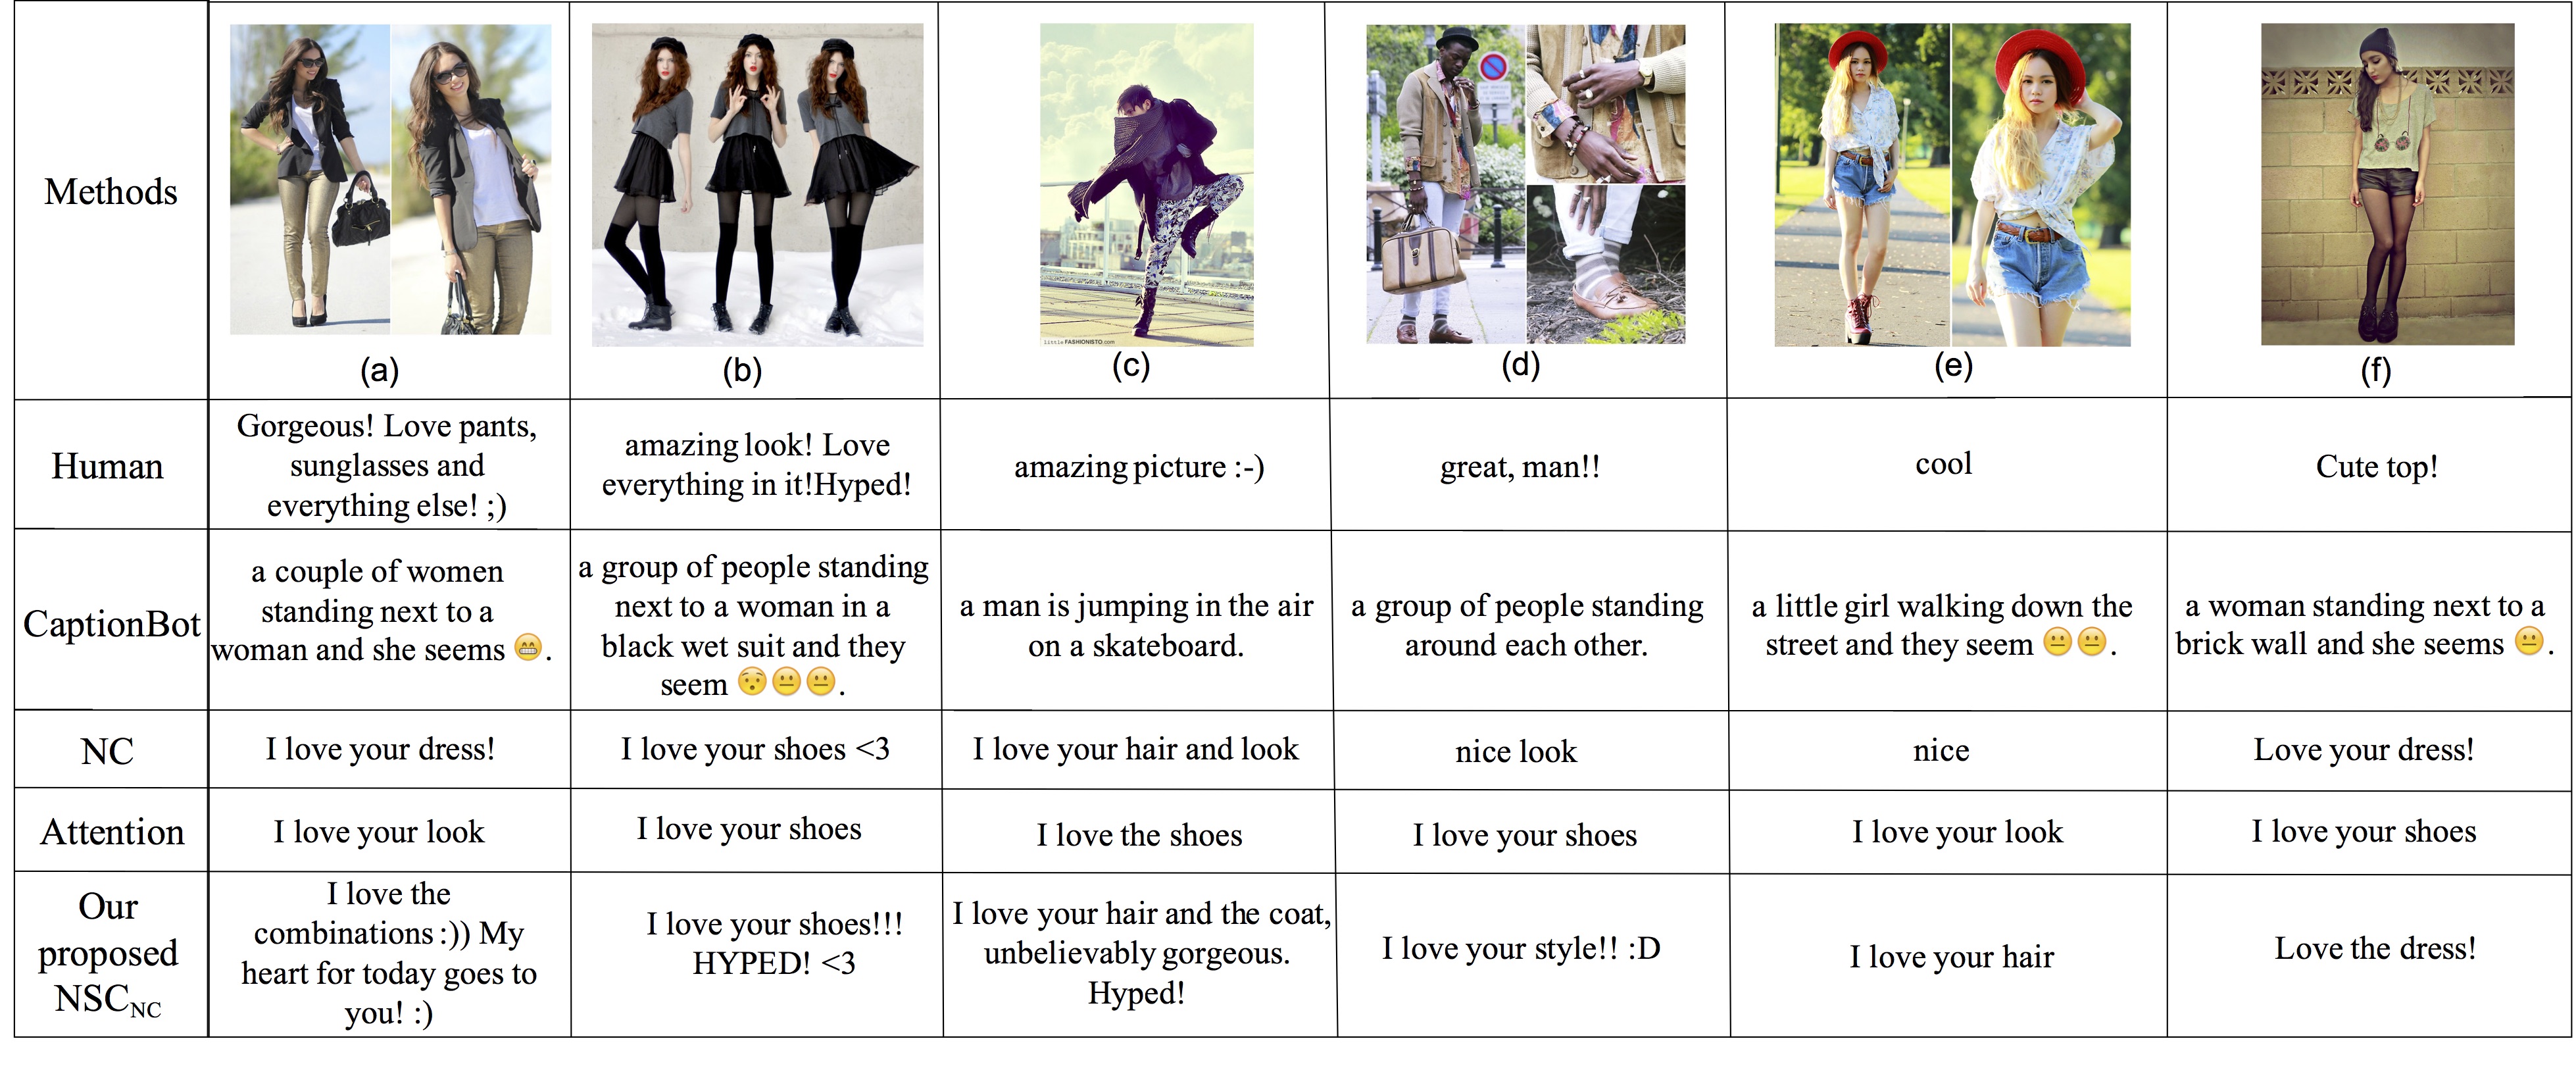 Methods
littleFASHIONISTO.com
(a)
(b)
(c)
(d)
(e)
(f)
Human
Gorgeous! Love pants,
sunglasses and
everything else! ;)
amazing look! Love
everything in it!Hyped!
amazing picture :-)
great, man!!
cool
Cute top!
CaptionBot
a couple of women
standing next to a
woman and she seems 😁.
a group of people standing
next to a woman in a
black wet suit and they
seem 😯😐😐.
a man is jumping in the air
on a skateboard.
a group of people standing
around each other.
a little girl walking down the
street and they seem 😐😐.
a woman standing next to a
brick wall and she seems 😐.
NC
I love your dress!
I love your shoes <3
I love your hair and look
nice look
nice
Love your dress!
Attention
I love your look
I love your shoes
I love the shoes
I love your shoes
I love your look
I love your shoes
Our
proposed
NSC_NC
I love the
combinations :)) My
heart for today goes to
you! :)
I love your shoes!!!
HYPED! <3
I love your hair and the coat,
unbelievably gorgeous.
Hyped!
I love your style!! :D
I love your hair
Love the dress!